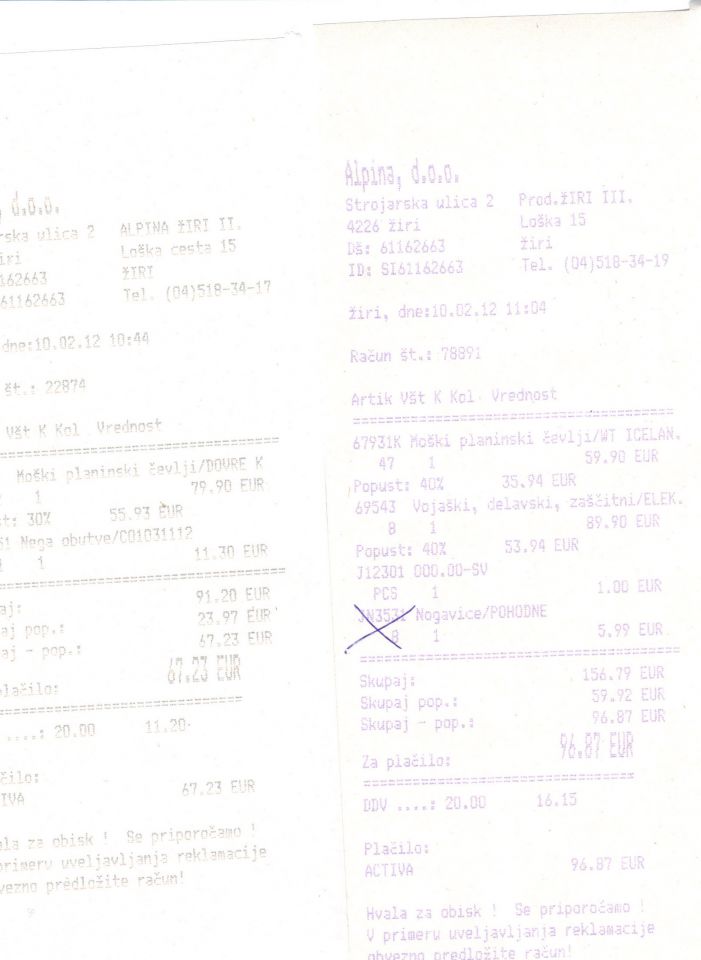 d.o.o.
rska ulica 2 ALPINA ŽIRI II.
iri Loška cesta 15
162663 ŽIRI
61162663 Tel. (04)518-34-17
dne:10.02.12 10:44
št.: 22874
Všt K Kol Vrednost
Moški planinski čevlji/DOVRE K
1 79.90 EUR
st: 30% 55.93 EUR
51 Nega obutve/C01031112
8 1 11.30 EUR
aj: 91.20 EUR
aj pop.: 23.97 EUR
aj - pop.: 67.23 EUR
67.23 EUR
lačilo:
....: 20.00 11.20
čilo:
IVA 67.23 EUR
ala za obisk ! Se priporočamo !
primeru uveljavljanja reklamacije
vezno predložite račun!
Alpina, d.o.o.
Strojarska ulica 2 Prod.ŽIRI III.
4226 žiri Loška 15
Dš: 61162663 žiri
ID: SI61162663 Tel. (04)518-34-19
žiri, dne:10.02.12 11:04
Račun št.: 78891
Artik Všt K Kol Vrednost
67931K Moški planinski čevlji/WT ICELAN.
47 1 59.90 EUR
Popust: 40% 35.94 EUR
69543 Vojaški, delavski, zaščitni/ELEK.
8 1 89.90 EUR
Popust: 40% 53.94 EUR
J12301 000.00-SV
PCS 1 1.00 EUR
JN3531 Nogavice/POHODNE
8 1 5.99 EUR
Skupaj: 156.79 EUR
Skupaj pop.: 59.92 EUR
Skupaj - pop.: 96.87 EUR
96.87 EUR
Za plačilo:
DDV ....: 20.00 16.15
Plačilo:
ACTIVA 96.87 EUR
Hvala za obisk ! Se priporočamo !
V primeru uveljavljanja reklamacije
obvezno predložite račun!